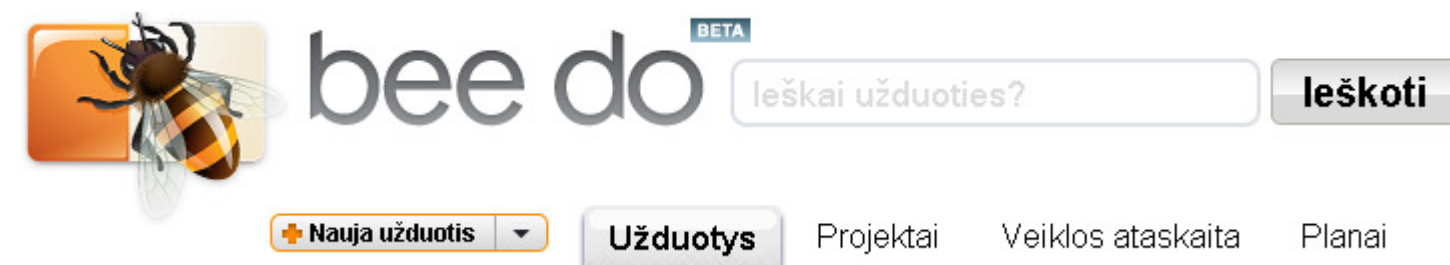 BETA
bee do
Ieškai užduoties?
Ieškoti
Nauja užduotis
Užduotys
Projektai
Veiklos ataskaita
Planai